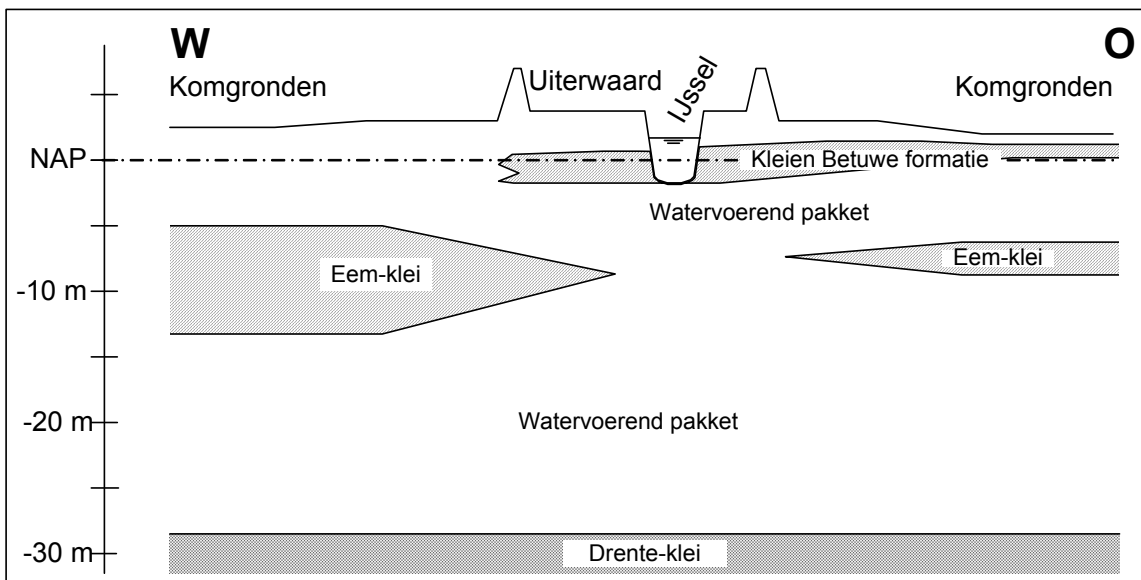 W
O
Komgronden
Uiterwaard
IJssel
Komgronden
NAP
Kleien Betuwe formatie
Watervoerend pakket
Eem-klei
Eem-klei
-10 m
-20 m
Watervoerend pakket
-30 m
Drente-klei